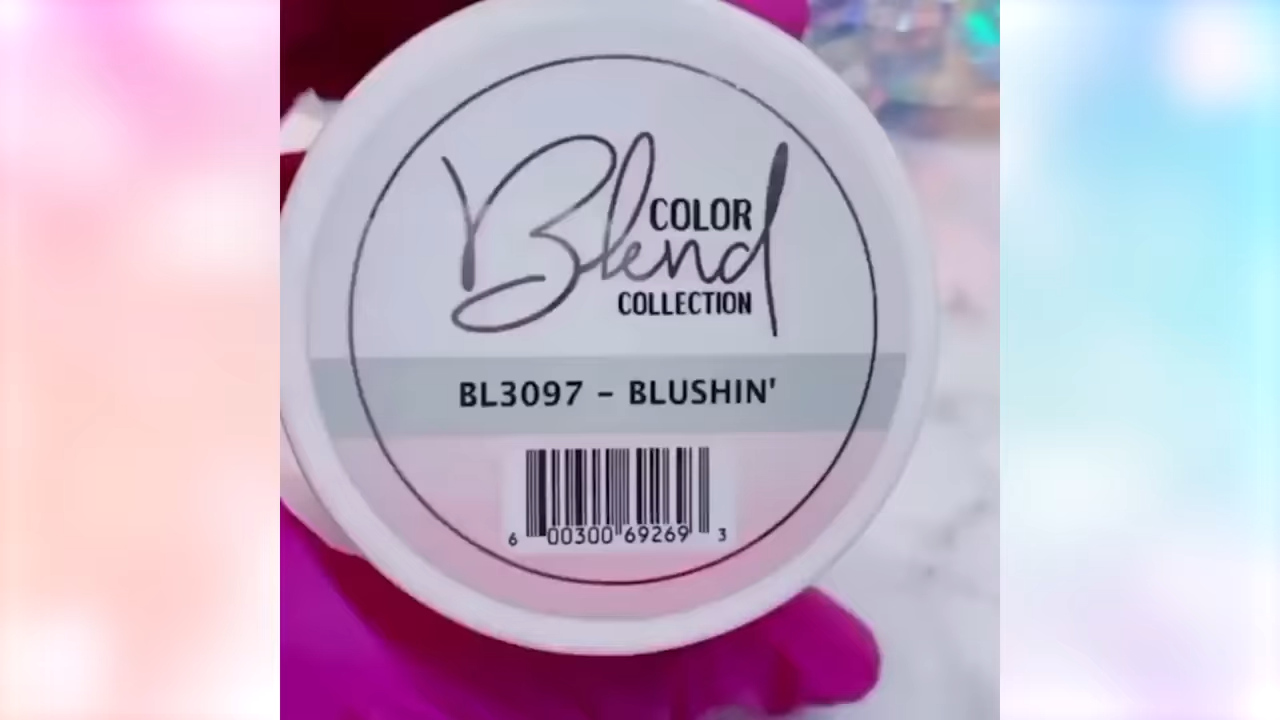 COLOR
Blend
COLLECTION
BL3097 – BLUSHIN'
6 00300 69269 3